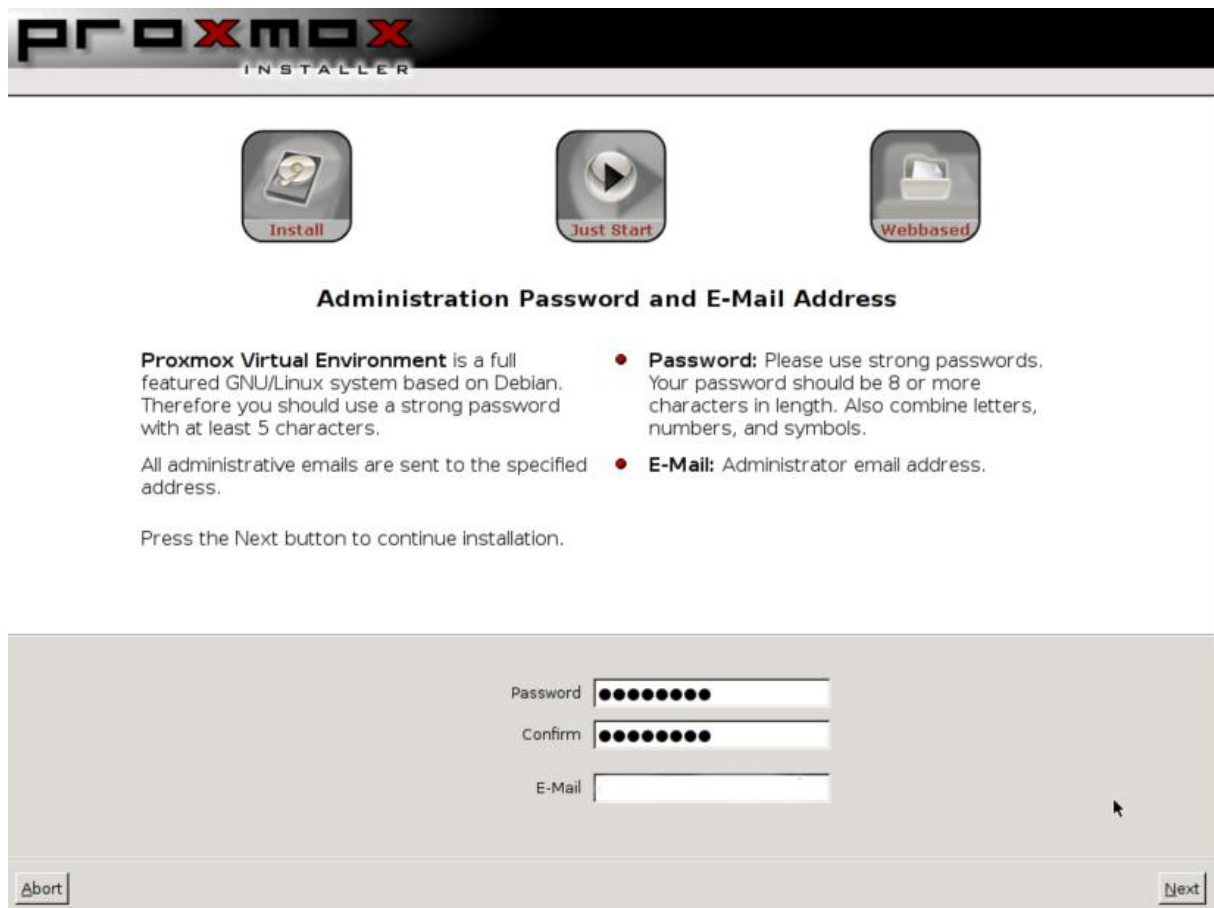 proxmox
INSTALLER
Install
Just Start
Webbased
Administration Password and E-Mail Address
Proxmox Virtual Environment is a full
featured GNU/Linux system based on Debian.
Therefore you should use a strong password
with at least 5 characters.
All administrative emails are sent to the specified
address.
Press the Next button to continue installation.
Password: Please use strong passwords.
Your password should be 8 or more
characters in length. Also combine letters,
numbers, and symbols.
E-Mail: Administrator email address.
Password ●●●●●●●●
Confirm ●●●●●●●●
E-Mail
Abort
Next